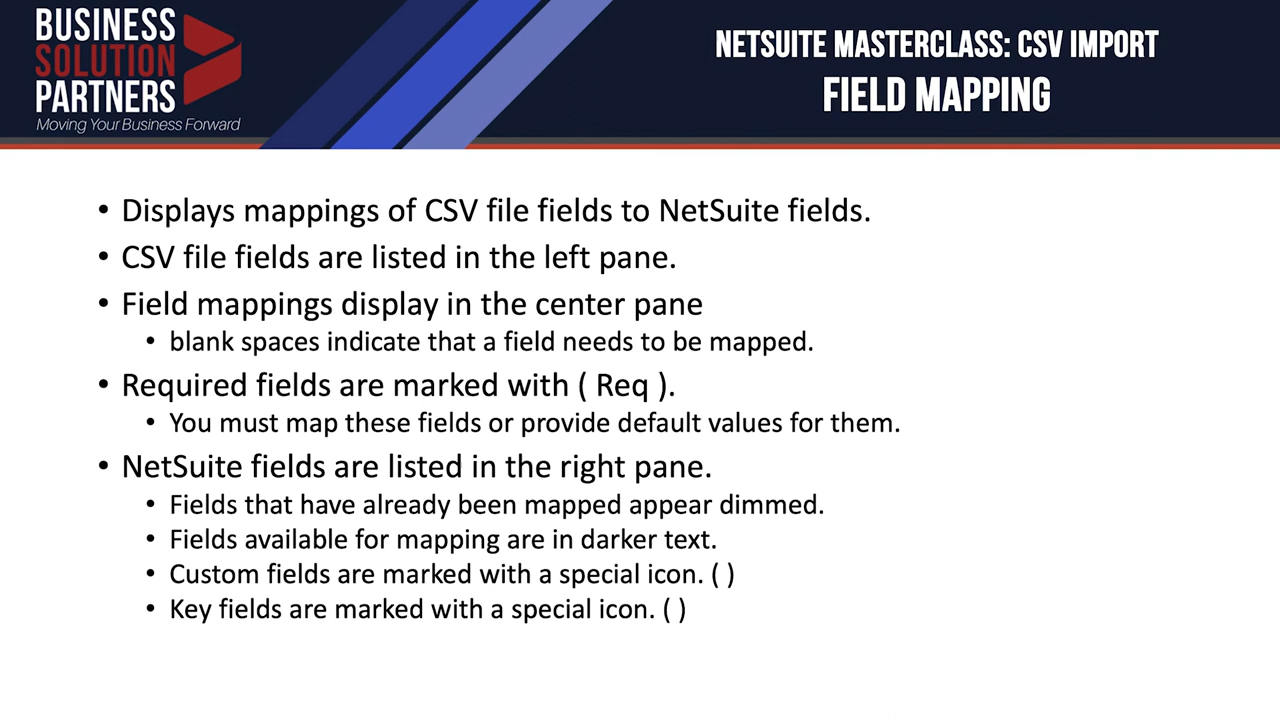 BUSINESS
SOLUTION
PARTNERS
Moving Your Business Forward
NETSUITE MASTERCLASS: CSV IMPORT
FIELD MAPPING
• Displays mappings of CSV file fields to NetSuite fields.
• CSV file fields are listed in the left pane.
• Field mappings display in the center pane
• blank spaces indicate that a field needs to be mapped.
• Required fields are marked with ( Req ).
• You must map these fields or provide default values for them.
• NetSuite fields are listed in the right pane.
• Fields that have already been mapped appear dimmed.
• Fields available for mapping are in darker text.
• Custom fields are marked with a special icon. ( )
• Key fields are marked with a special icon. ( )